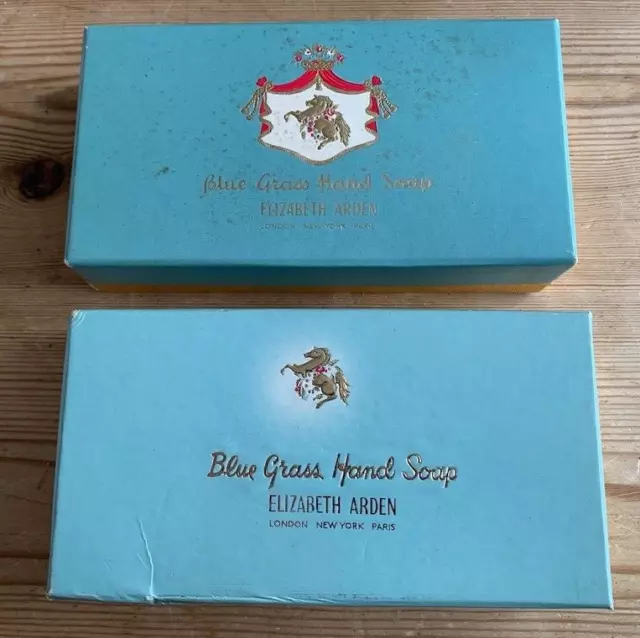 Blue Grass Hand Soap
ELIZABETH ARDEN
LONDON NEW YORK PARIS
Blue Grass Hand Soap
ELIZABETH ARDEN
LONDON NEW YORK PARIS